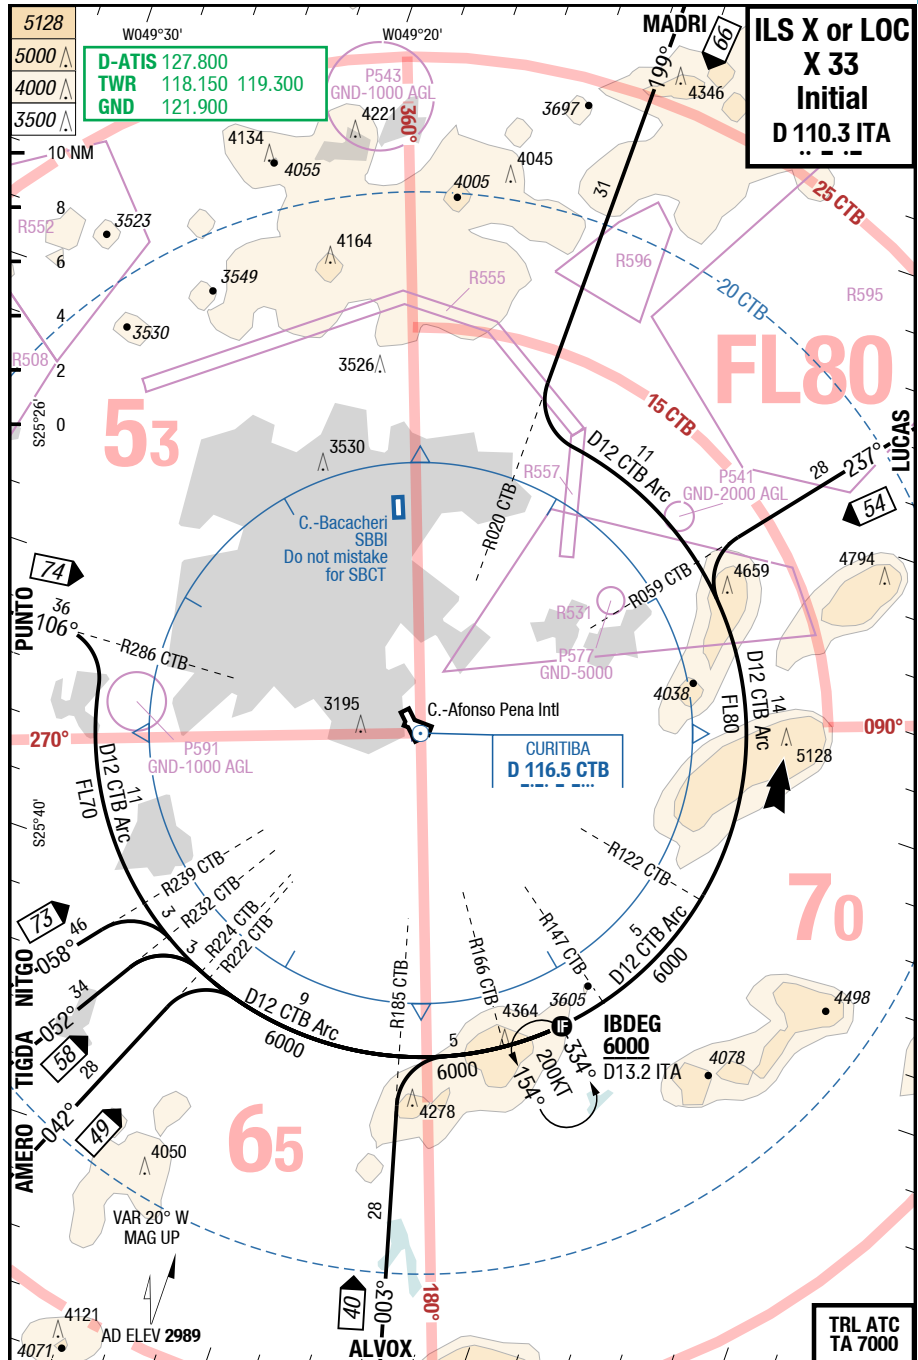 5128
5000
4000
3500
W049°30'
W049°20'
D-ATIS 127.800
TWR 118.150 119.300
GND 121.900
MADRI
66
199°
ILS X or LOC
X 33
Initial
D 110.3 ITA
P543
GND-1000 AGL
360°
4221
4346
3697
4134
4055
4045
4005
10 NM
8
6
4
2
0
R552
3523
31
25 CTB
4164
R596
R555
3549
20 CTB
R595
3530
R508
3526
FL80
15 CTB
S25°26'
53
LUCAS
11
D12 CTB Arc
3530
R557
28
237°
P541
GND-2000 AGL
R020 CTB
54
C.-Bacacheri
SBBI
Do not mistake
for SBCT
74
PUNTO
36
106°
R059 CTB
4659
4794
R531
R286 CTB
P577
GND-5000
D12 CTB Arc
14
FL80
4038
3195
C.-Afonso Pena Intl
270°
090°
P591
GND-1000 AGL
CURITIBA
D 116.5 CTB
5128
D12 CTB Arc
11
FL70
S25°40'
R239 CTB
R232 CTB
R224 CTB
R222 CTB
R122 CTB
70
73
46
3
3
058°
NITGO
R147 CTB
5
D12 CTB Arc
6000
R185 CTB
R166 CTB
34
052°
TIGDA
58
9
D12 CTB Arc
6000
3605
4364
4498
IF
IBDEG
6000
D13.2 ITA
5
6000
334°
200KT
154°
4078
28
042°
AMERO
49
4278
65
4050
28
VAR 20° W
MAG UP
180°
40
003°
ALVOX
4121
4071
AD ELEV 2989
TRL ATC
TA 7000